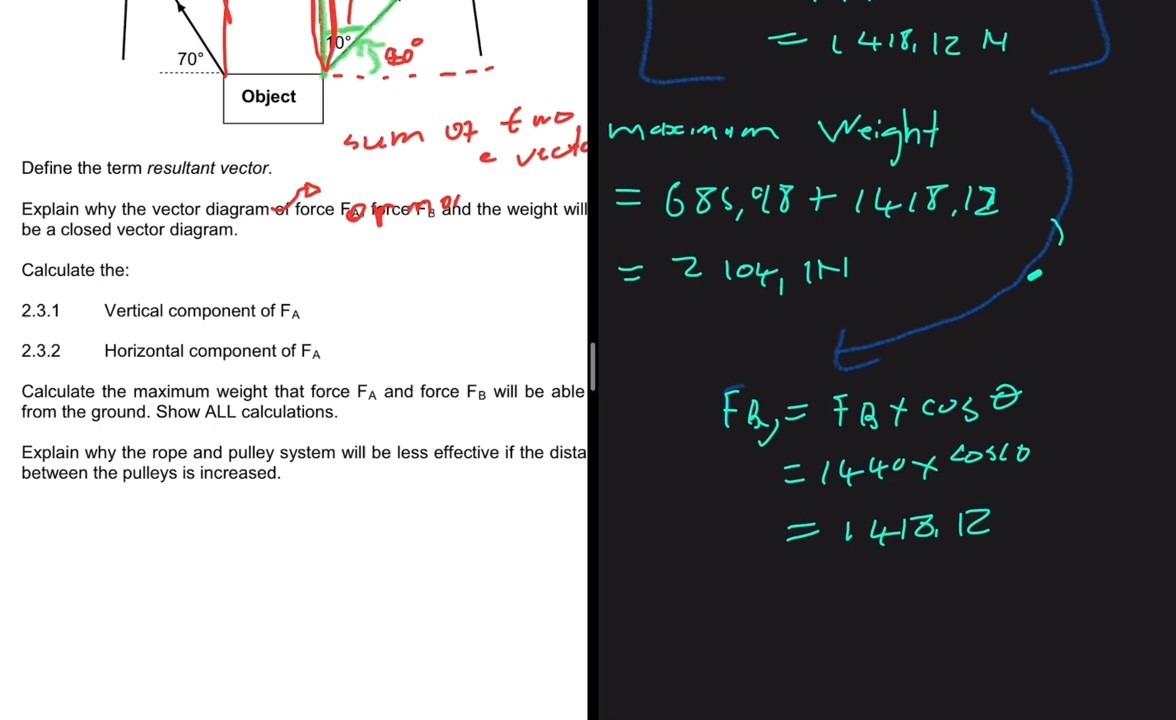 70°
10°
80°
Object
sum of two
e vecto
Define the term resultant vector.
Explain why the vector diagram of force FA, force FB and the weight will
be a closed vector diagram.
Calculate the:
2.3.1 Vertical component of FA
2.3.2 Horizontal component of FA
Calculate the maximum weight that force FA and force FB will be able
from the ground. Show ALL calculations.
Explain why the rope and pulley system will be less effective if the dista
between the pulleys is increased.
= 1 418,12 N
maximum Weight
= 685,98 + 1418,12
= 2 104,1N
FBy = FB × cos θ
= 1440 × cos10
= 1 418,12